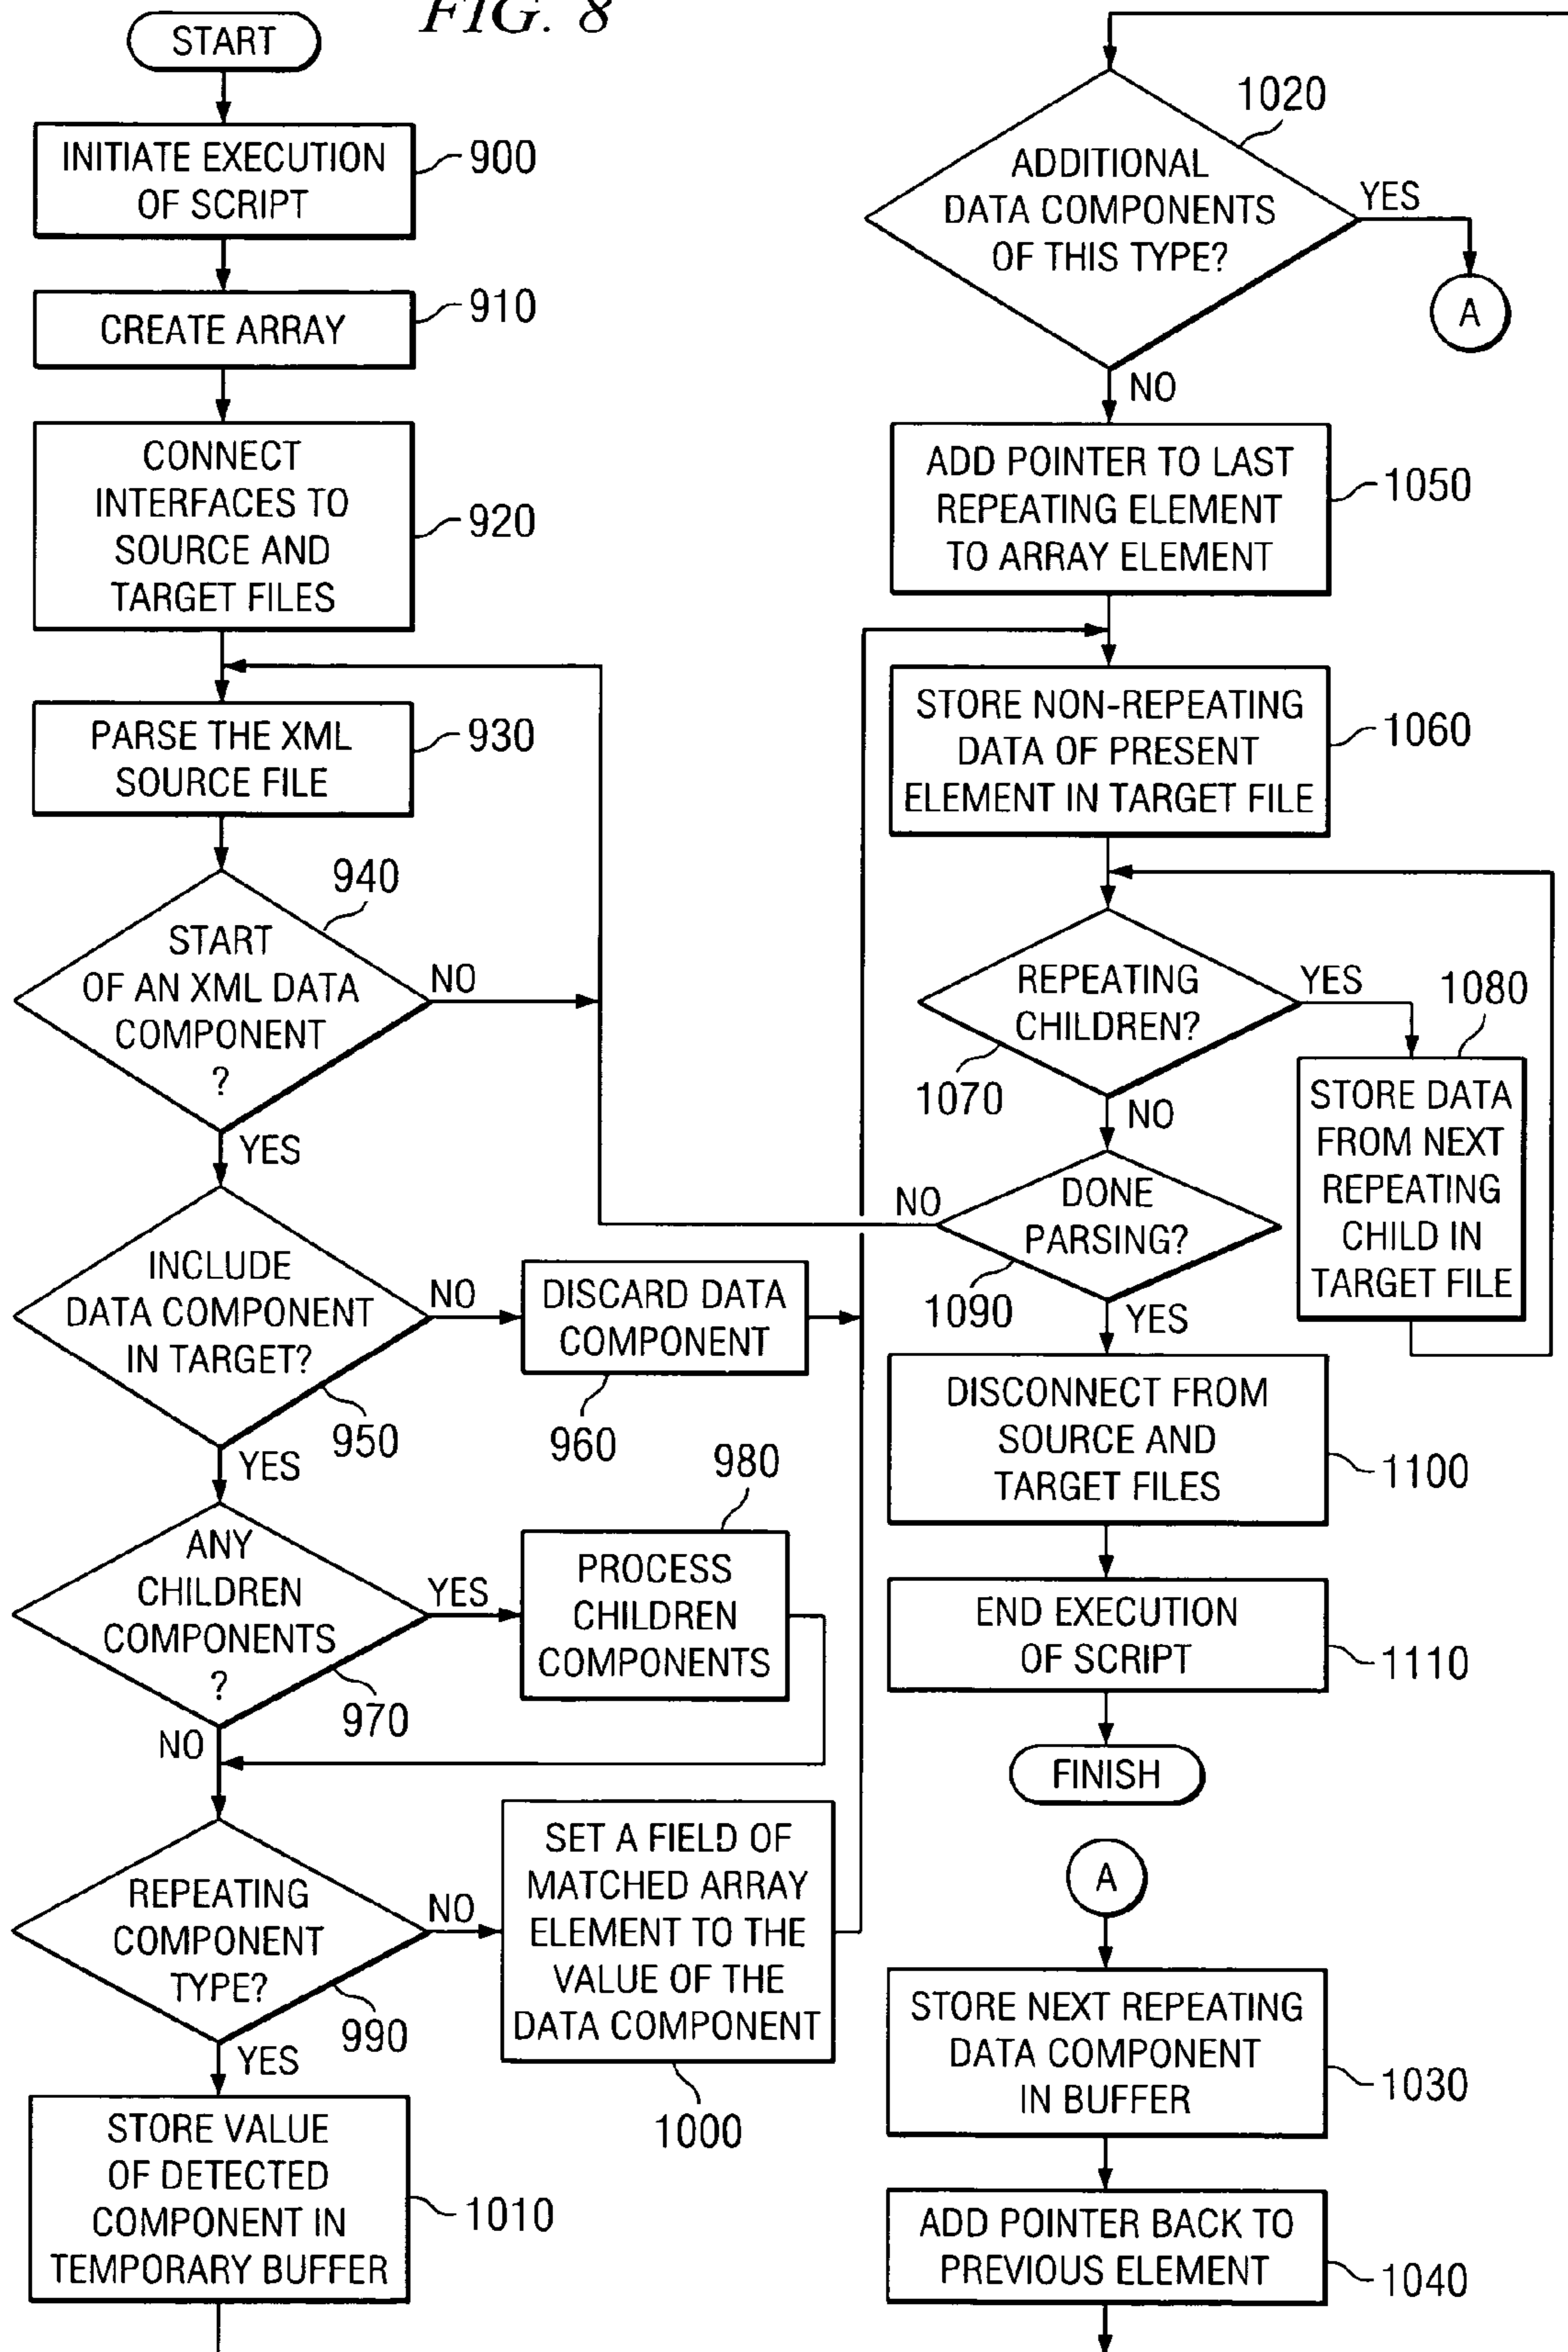 FIG. 8
START
INITIATE EXECUTION
OF SCRIPT
900
CREATE ARRAY
910
CONNECT
INTERFACES TO
SOURCE AND
TARGET FILES
920
PARSE THE XML
SOURCE FILE
930
940
START
OF AN XML DATA
COMPONENT
?
NO
YES
INCLUDE
DATA COMPONENT
IN TARGET?
950
NO
DISCARD DATA
COMPONENT
960
YES
ANY
CHILDREN
COMPONENTS
?
970
YES
980
PROCESS
CHILDREN
COMPONENTS
NO
REPEATING
COMPONENT
TYPE?
990
NO
SET A FIELD OF
MATCHED ARRAY
ELEMENT TO THE
VALUE OF THE
DATA COMPONENT
1000
YES
STORE VALUE
OF DETECTED
COMPONENT IN
TEMPORARY BUFFER
1010
1020
ADDITIONAL
DATA COMPONENTS
OF THIS TYPE?
YES
A
NO
ADD POINTER TO LAST
REPEATING ELEMENT
TO ARRAY ELEMENT
1050
STORE NON-REPEATING
DATA OF PRESENT
ELEMENT IN TARGET FILE
1060
REPEATING
CHILDREN?
1070
YES
1080
STORE DATA
FROM NEXT
REPEATING
CHILD IN
TARGET FILE
NO
DONE
PARSING?
1090
NO
YES
DISCONNECT FROM
SOURCE AND
TARGET FILES
1100
END EXECUTION
OF SCRIPT
1110
FINISH
A
STORE NEXT REPEATING
DATA COMPONENT
IN BUFFER
1030
ADD POINTER BACK TO
PREVIOUS ELEMENT
1040